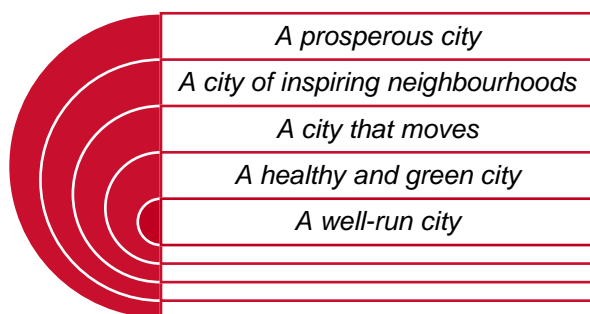 A prosperous city
A city of inspiring neighbourhoods
A city that moves
A healthy and green city
A well-run city